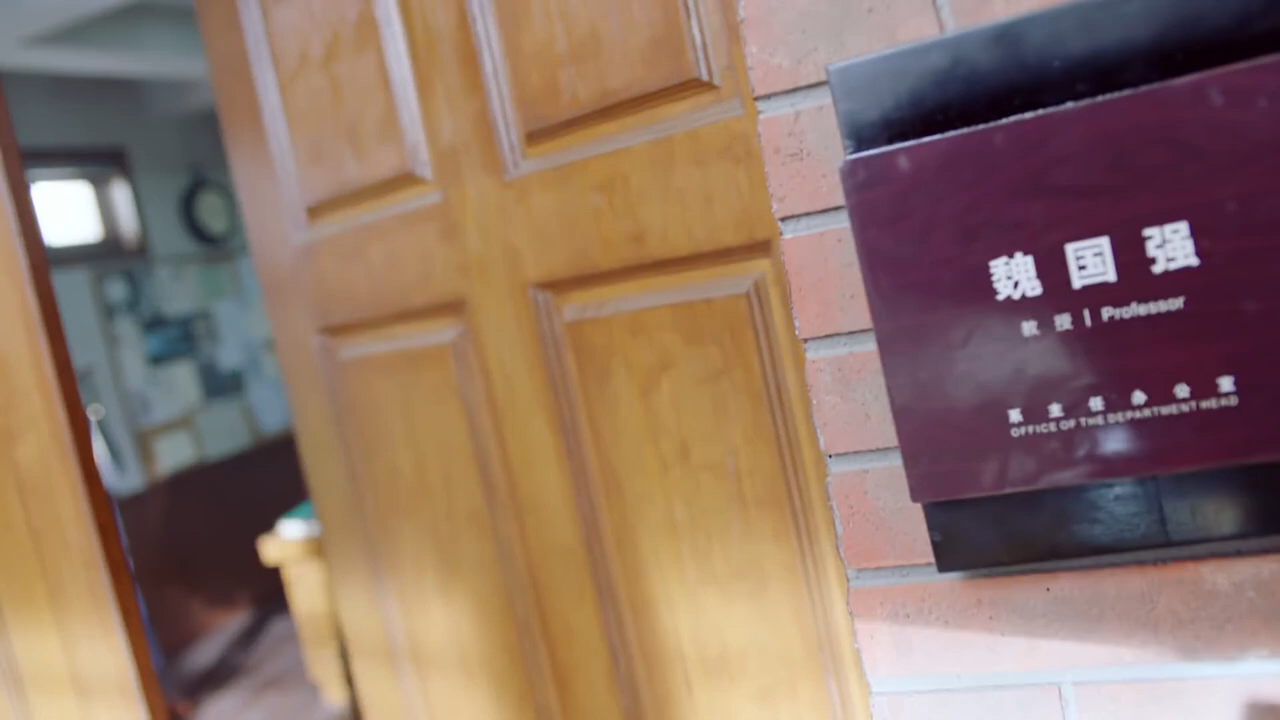 魏国强
教授 | Professor
系主任办公室
OFFICE OF THE DEPARTMENT HEAD